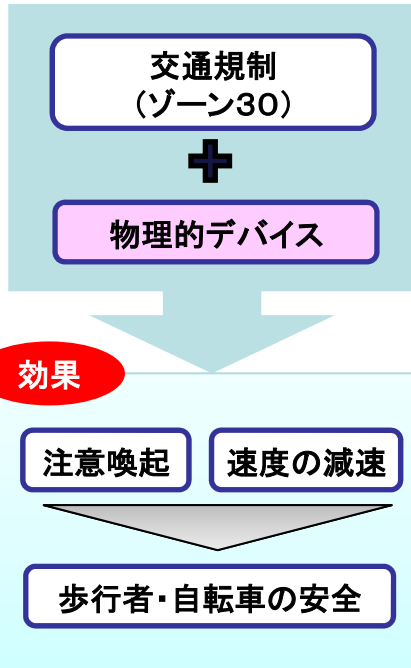 交通規制
(ゾーン30)
+
物理的デバイス
効果
注意喚起
速度の減速
歩行者・自転車の安全